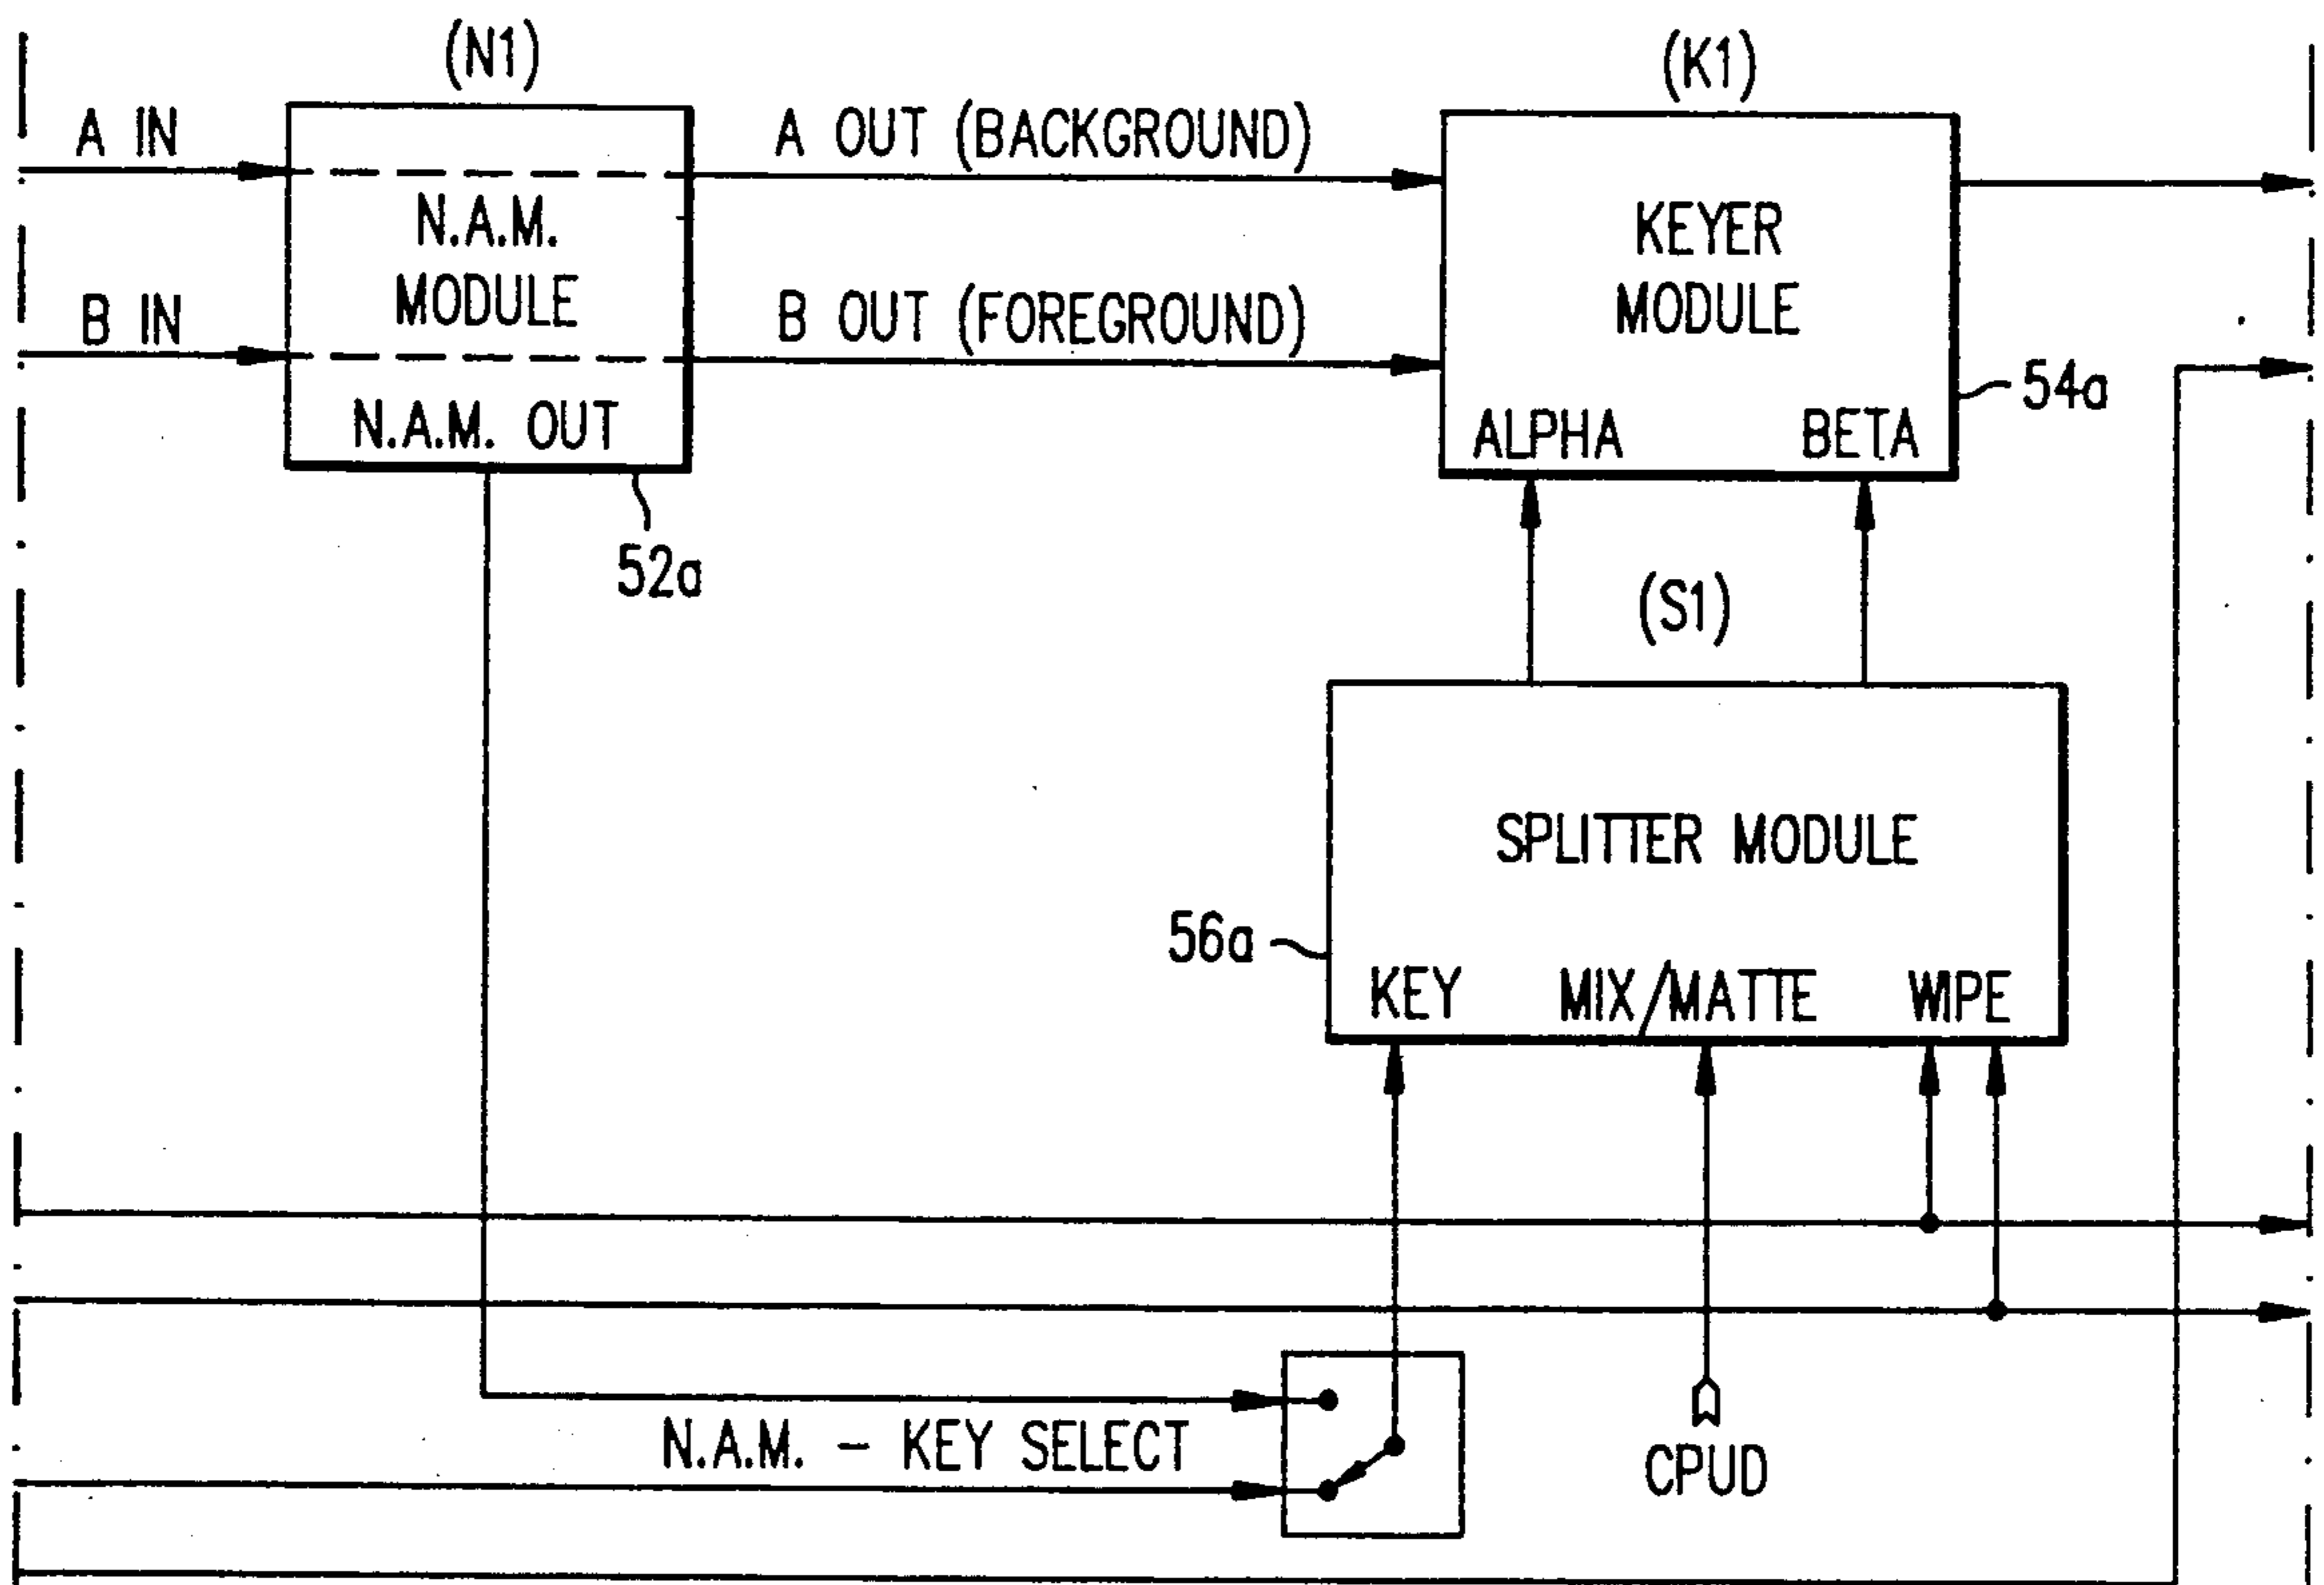 (N1)
(K1)
A IN
A OUT (BACKGROUND)
N.A.M.
MODULE
KEYER
MODULE
B IN
B OUT (FOREGROUND)
N.A.M. OUT
ALPHA
BETA
54a
52a
(S1)
SPLITTER MODULE
56a
KEY
MIX/MATTE
WIPE
N.A.M. - KEY SELECT
CPUD